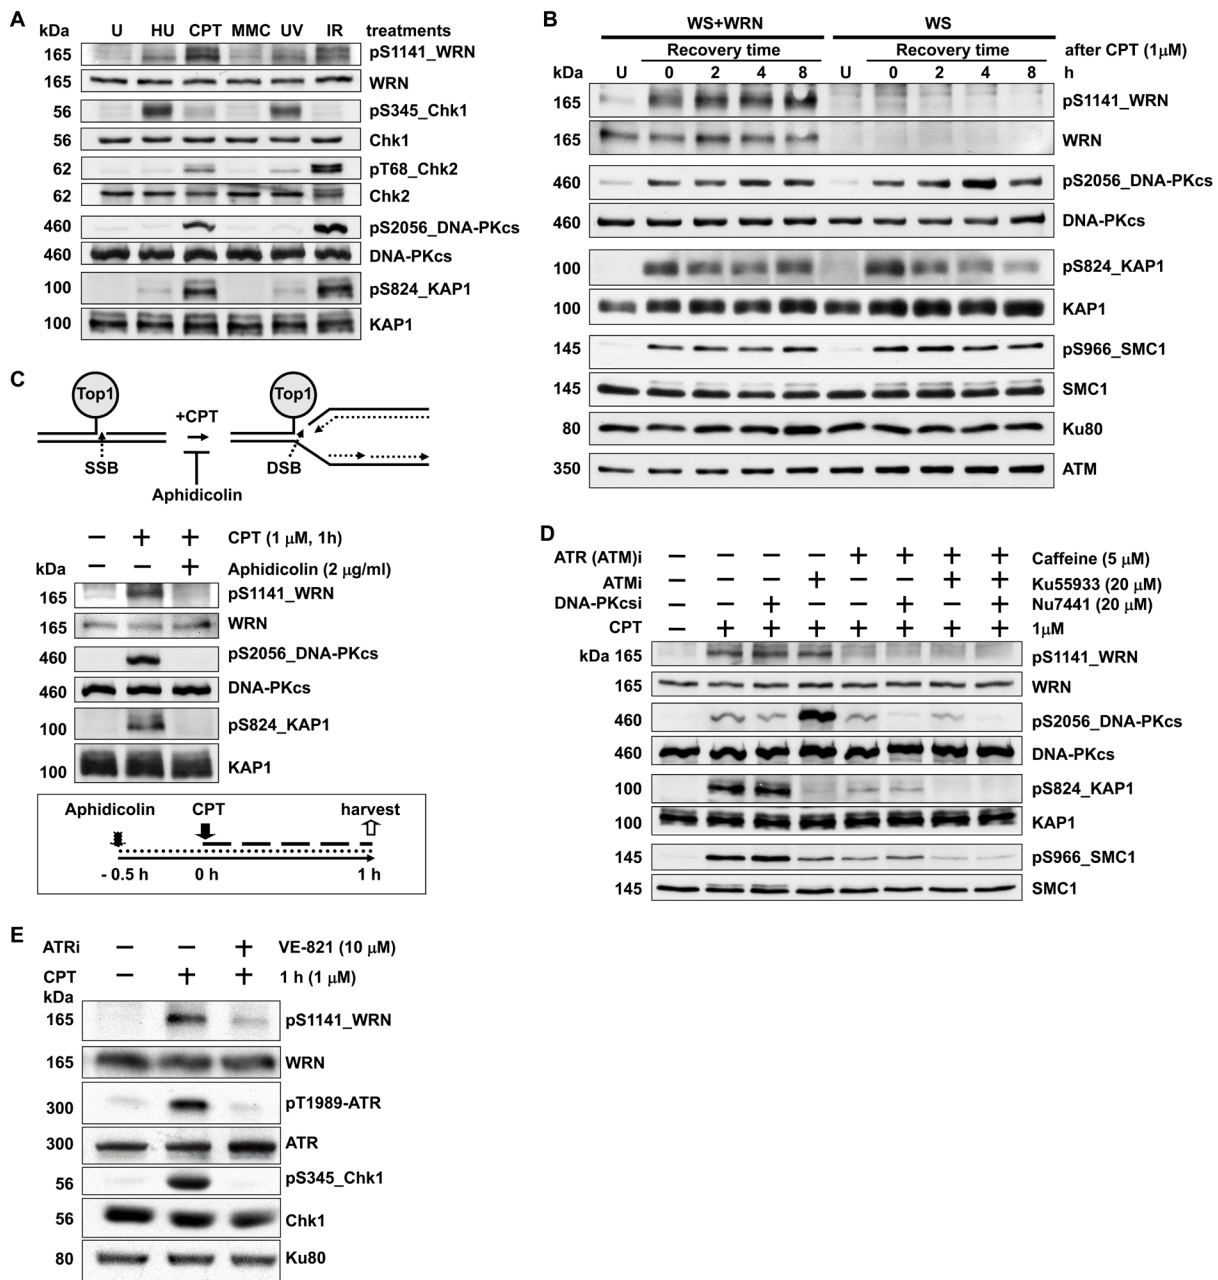 A
kDa U HU CPT MMC UV IR treatments
165 pS1141_WRN
165 WRN
56 pS345_Chk1
56 Chk1
62 pT68_Chk2
62 Chk2
460 pS2056_DNA-PKcs
460 DNA-PKcs
100 pS824_KAP1
100 KAP1
B
WS+WRN WS
Recovery time Recovery time after CPT (1μM)
kDa U 0 2 4 8 U 0 2 4 8 h
165 pS1141_WRN
165 WRN
460 pS2056_DNA-PKcs
460 DNA-PKcs
100 pS824_KAP1
100 KAP1
145 pS966_SMC1
145 SMC1
80 Ku80
350 ATM
C
Top1 Top1
+CPT
SSB DSB
Aphidicolin
− + + CPT (1 μM, 1h)
kDa − − + Aphidicolin (2 μg/ml)
165 pS1141_WRN
165 WRN
460 pS2056_DNA-PKcs
460 DNA-PKcs
100 pS824_KAP1
100 KAP1
Aphidicolin CPT harvest
- 0.5 h 0 h 1 h
D
ATR (ATM)i − − − − + + + + Caffeine (5 μM)
ATMi − − − + − − + + Ku55933 (20 μM)
DNA-PKcsi − − + − − + − + Nu7441 (20 μM)
CPT − + + + + + + + 1μM
kDa 165 pS1141_WRN
165 WRN
460 pS2056_DNA-PKcs
460 DNA-PKcs
100 pS824_KAP1
100 KAP1
145 pS966_SMC1
145 SMC1
E
ATRi − − + VE-821 (10 μM)
CPT − + + 1 h (1 μM)
kDa
165 pS1141_WRN
165 WRN
300 pT1989-ATR
300 ATR
56 pS345_Chk1
56 Chk1
80 Ku80